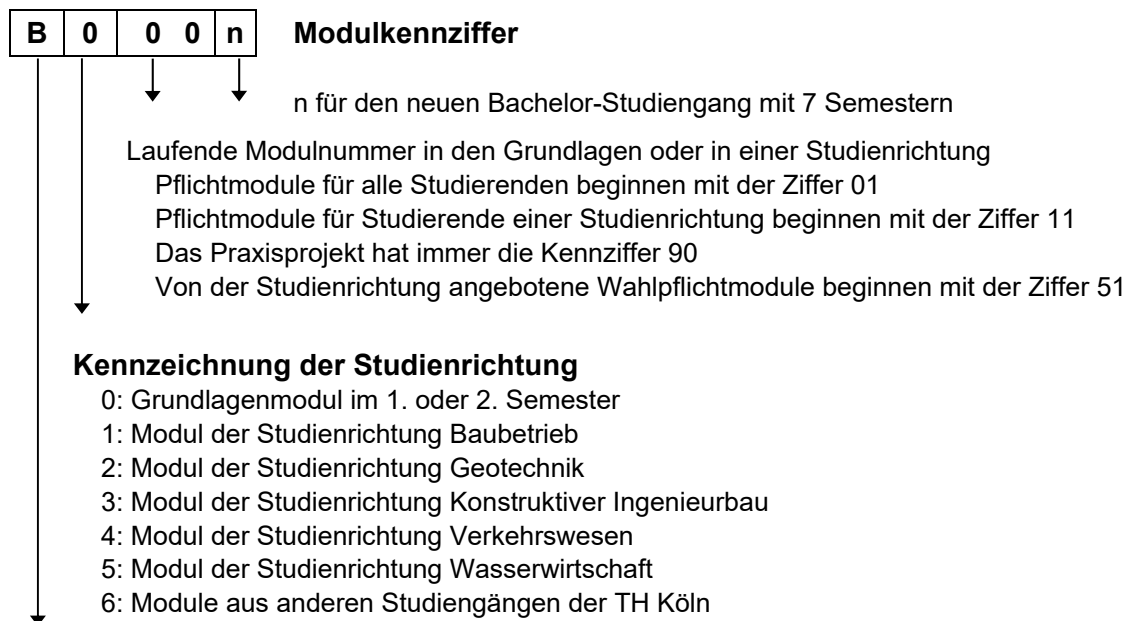 B 0 0 0 n Modulkennziffer
n für den neuen Bachelor-Studiengang mit 7 Semestern
Laufende Modulnummer in den Grundlagen oder in einer Studienrichtung
Pflichtmodule für alle Studierenden beginnen mit der Ziffer 01
Pflichtmodule für Studierende einer Studienrichtung beginnen mit der Ziffer 11
Das Praxisprojekt hat immer die Kennziffer 90
Von der Studienrichtung angebotene Wahlpflichtmodule beginnen mit der Ziffer 51
Kennzeichnung der Studienrichtung
0: Grundlagenmodul im 1. oder 2. Semester
1: Modul der Studienrichtung Baubetrieb
2: Modul der Studienrichtung Geotechnik
3: Modul der Studienrichtung Konstruktiver Ingenieurbau
4: Modul der Studienrichtung Verkehrswesen
5: Modul der Studienrichtung Wasserwirtschaft
6: Module aus anderen Studiengängen der TH Köln